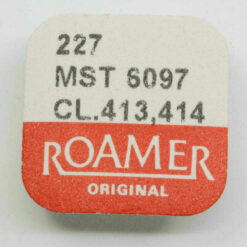 227
MST 6097
CL.413,414
ROAMER
ORIGINAL